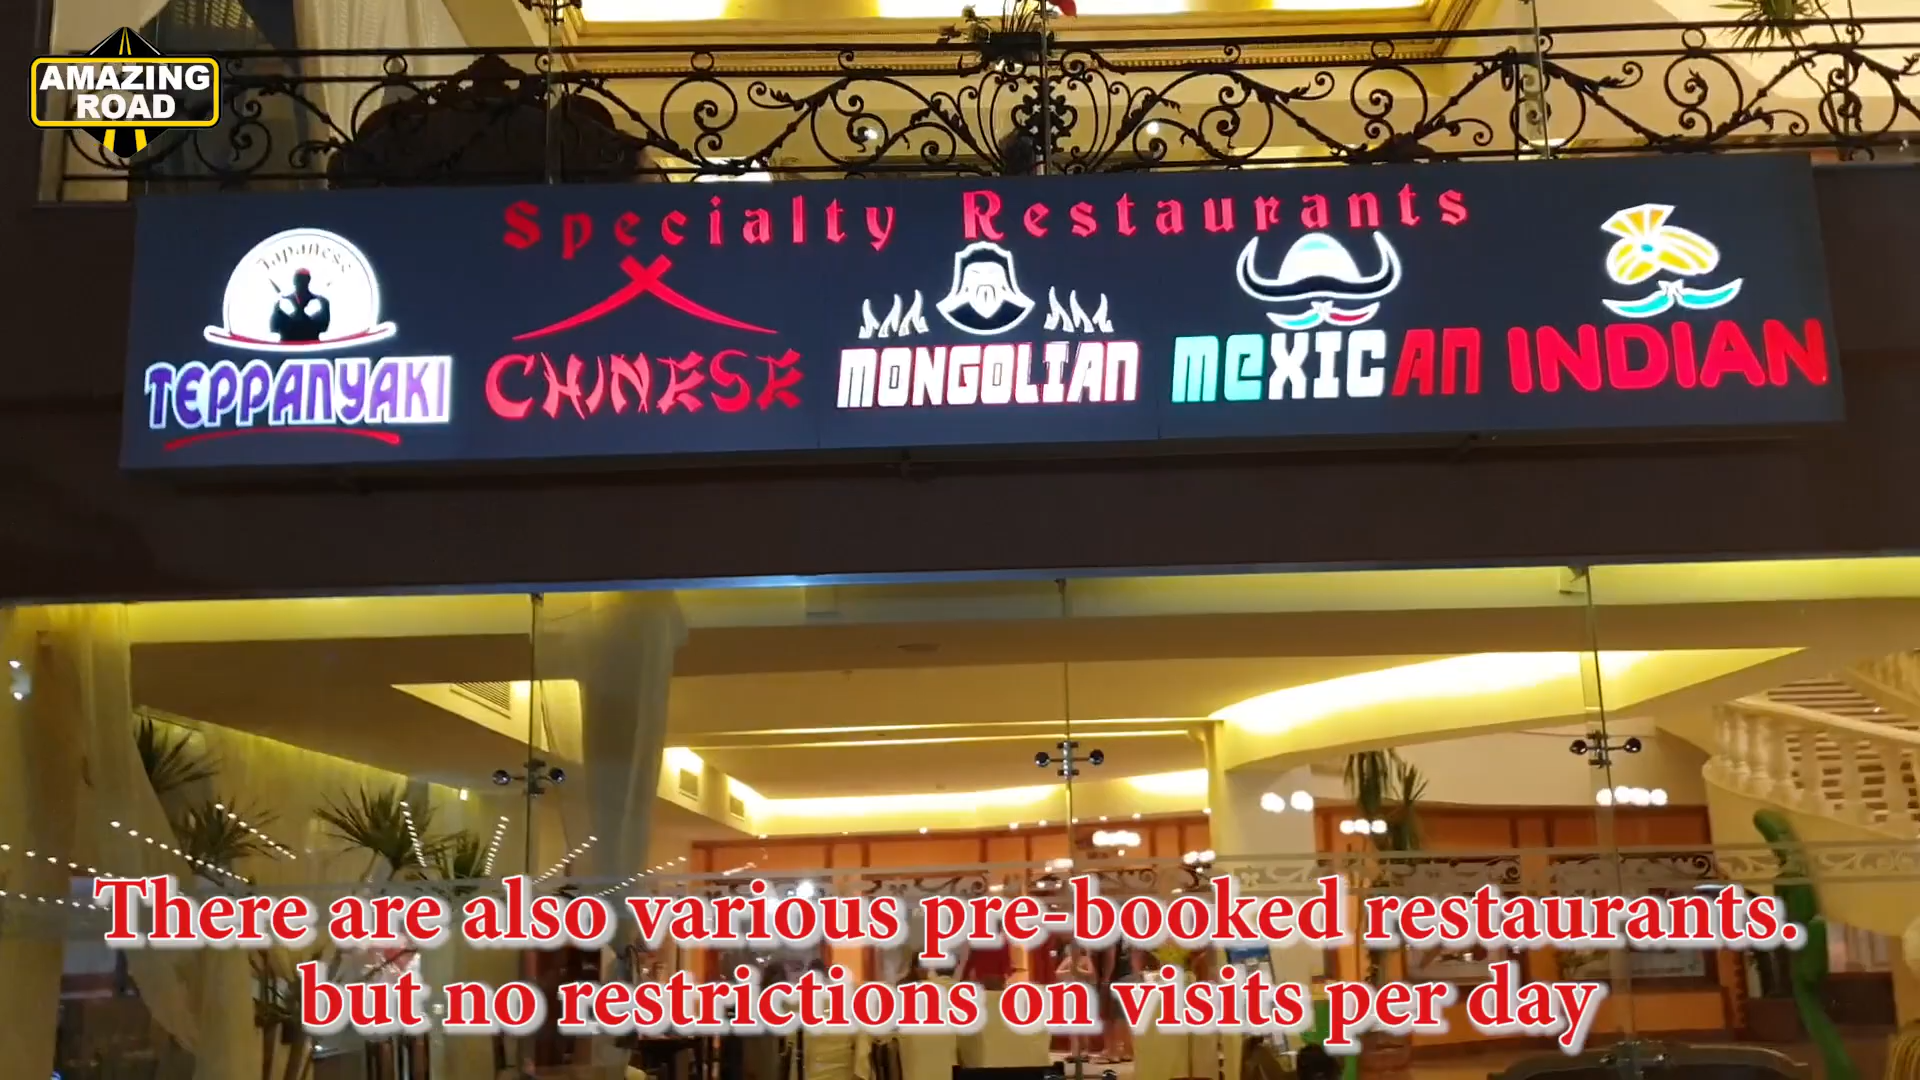 AMAZING
ROAD
Specialty Restaurants
Japanese
TEPPANYAKI
CHINESE
MONGOLIAN
MEXICAN
INDIAN
There are also various pre-booked restaurants.
but no restrictions on visits per day